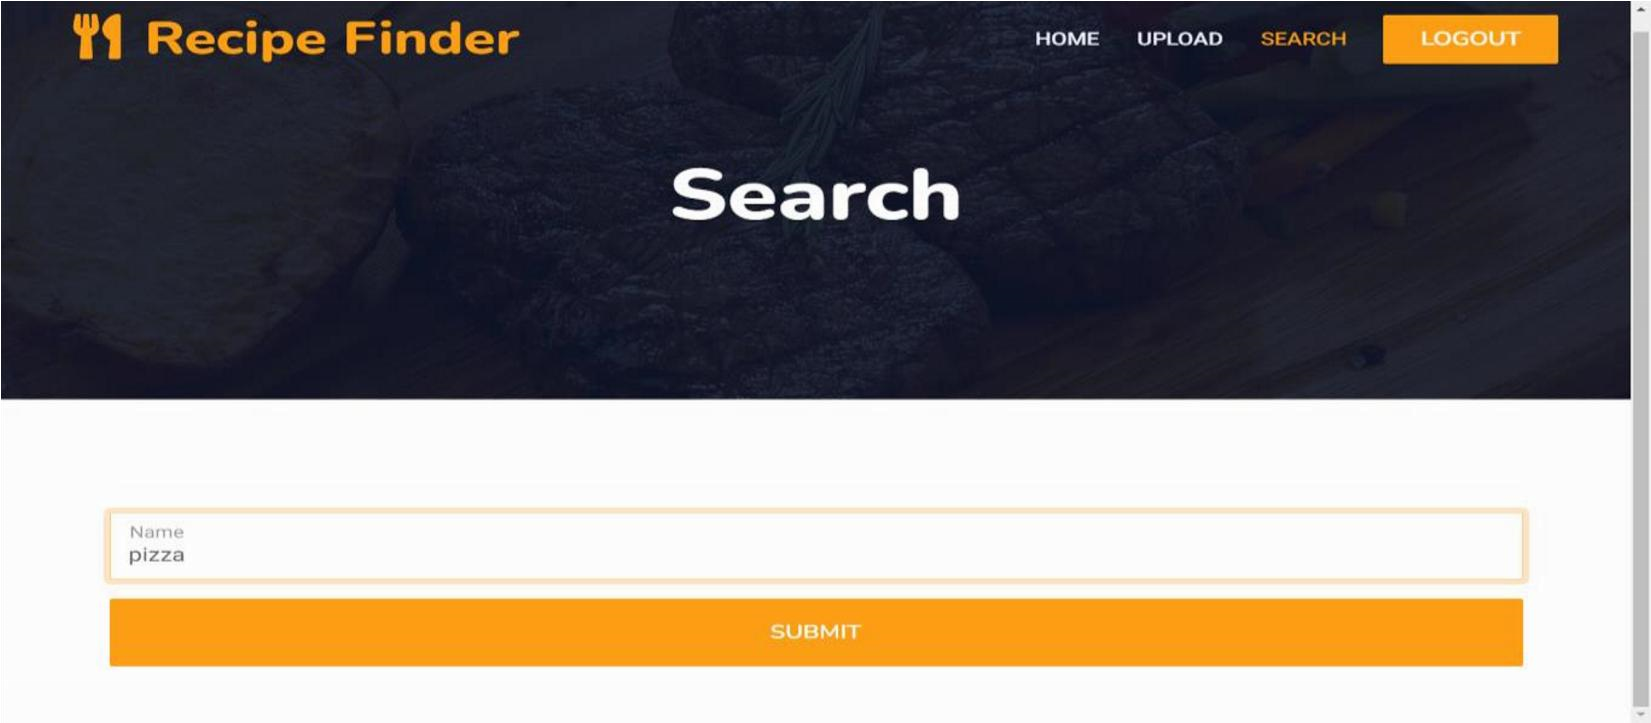 Recipe Finder
HOME UPLOAD SEARCH LOGOUT
Search
Name
pizza
SUBMIT